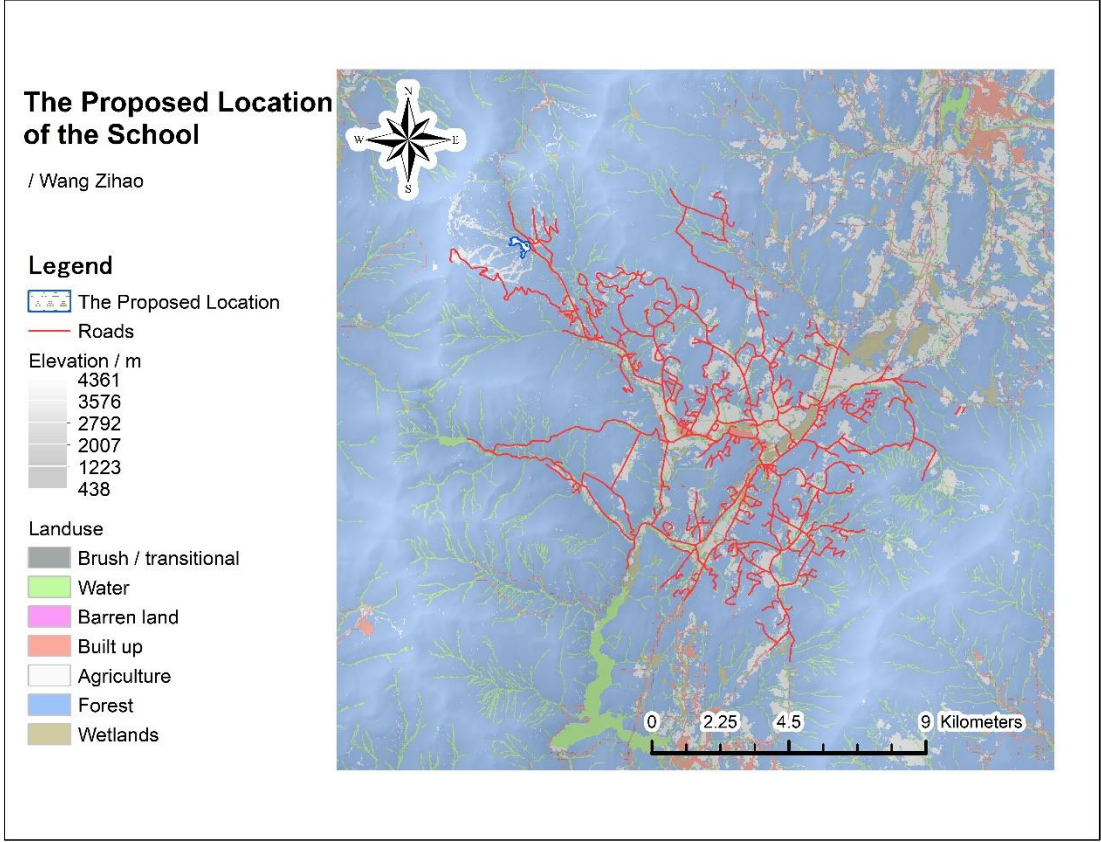 The Proposed Location
of the School
/ Wang Zihao
N
W
E
S
Legend
The Proposed Location
Roads
Elevation / m
4361
3576
2792
2007
1223
438
Landuse
Brush / transitional
Water
Barren land
Built up
Agriculture
Forest
Wetlands
0 2.25 4.5 9 Kilometers